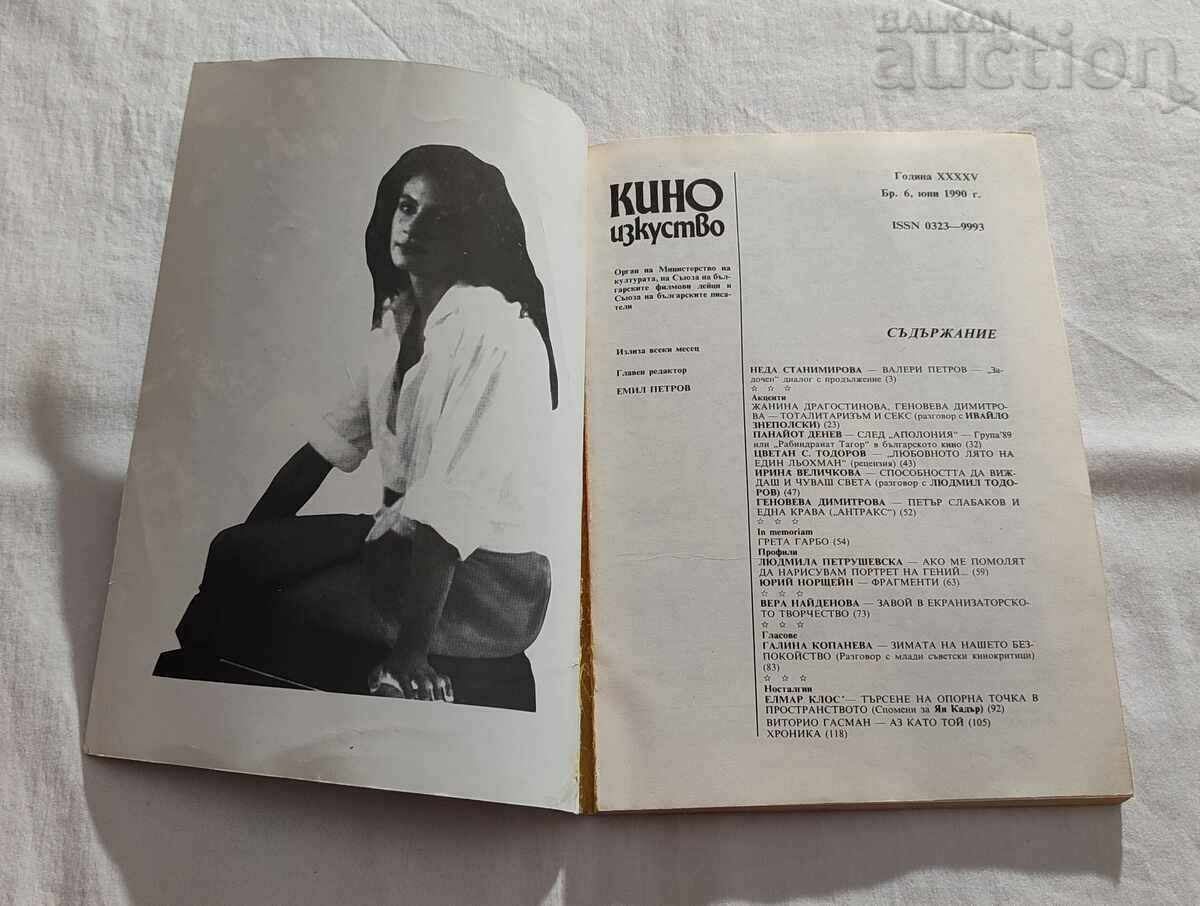 BALKAN
auction
КИНО
изкуство
Орган на Министерство на
културата, на Съюза на бъл-
гарските филмови дейци и
Съюза на българските писа-
тели
Излиза всеки месец
Главен редактор
ЕМИЛ ПЕТРОВ
Година XXXXV
Бр. 6, юни 1990 г.
ISSN 0323—9993
СЪДЪРЖАНИЕ
НЕДА СТАНИМИРОВА — ВАЛЕРИ ПЕТРОВ — „За-
дочен“ диалог с продължение (3)
☆ ☆ ☆
Акценти
ЖАНИНА ДРАГОСТИНОВА, ГЕНОВЕВА ДИМИТРО-
ВА — ТОТАЛИТАРИЗЪМ И СЕКС (разговор с ИВАЙЛО
ЗНЕПОЛСКИ) (23)
ПАНАЙОТ ДЕНЕВ — СЛЕД „АПОЛОНИЯ“ — Група'89
или „Рабиндранат Тагор“ в българското кино (32)
ЦВЕТАН С. ТОДОРОВ — „ЛЮБОВНОТО ЛЯТО НА
ЕДИН ЛЬОХМАН“ (рецензия) (43)
ИРИНА ВЕЛИЧКОВА — СПОСОБНОСТТА ДА ВИЖ-
ДАШ И ЧУВАШ СВЕТА (разговор с ЛЮДМИЛ ТОДО-
РОВ) (47)
ГЕНОВЕВА ДИМИТРОВА — ПЕТЪР СЛАБАКОВ И
ЕДНА КРАВА („АНТРАКС“) (52)
☆ ☆ ☆
In memoriam
ГРЕТА ГАРБО (54)
Профили
ЛЮДМИЛА ПЕТРУШЕВСКА — АКО МЕ ПОМОЛЯТ
ДА НАРИСУВАМ ПОРТРЕТ НА ГЕНИЙ... (59)
ЮРИЙ НОРЩЕЙН — ФРАГМЕНТИ (63)
☆ ☆ ☆
ВЕРА НАЙДЕНОВА — ЗАВОЙ В ЕКРАНИЗАТОРСКО-
ТО ТВОРЧЕСТВО (73)
☆ ☆ ☆
Гласове
ГАЛИНА КОПАНЕВА — ЗИМАТА НА НАШЕТО БЕЗ-
ПОКОЙСТВО (Разговор с млади съветски кинокритици)
(83)
☆ ☆ ☆
Носталгии
ЕЛМАР КЛОС — ТЪРСЕНЕ НА ОПОРНА ТОЧКА В
ПРОСТРАНСТВОТО (Спомени за Ян Кадър) (92)
ВИТОРИО ГАСМАН — АЗ КАТО ТОЙ (105)
ХРОНИКА (118)